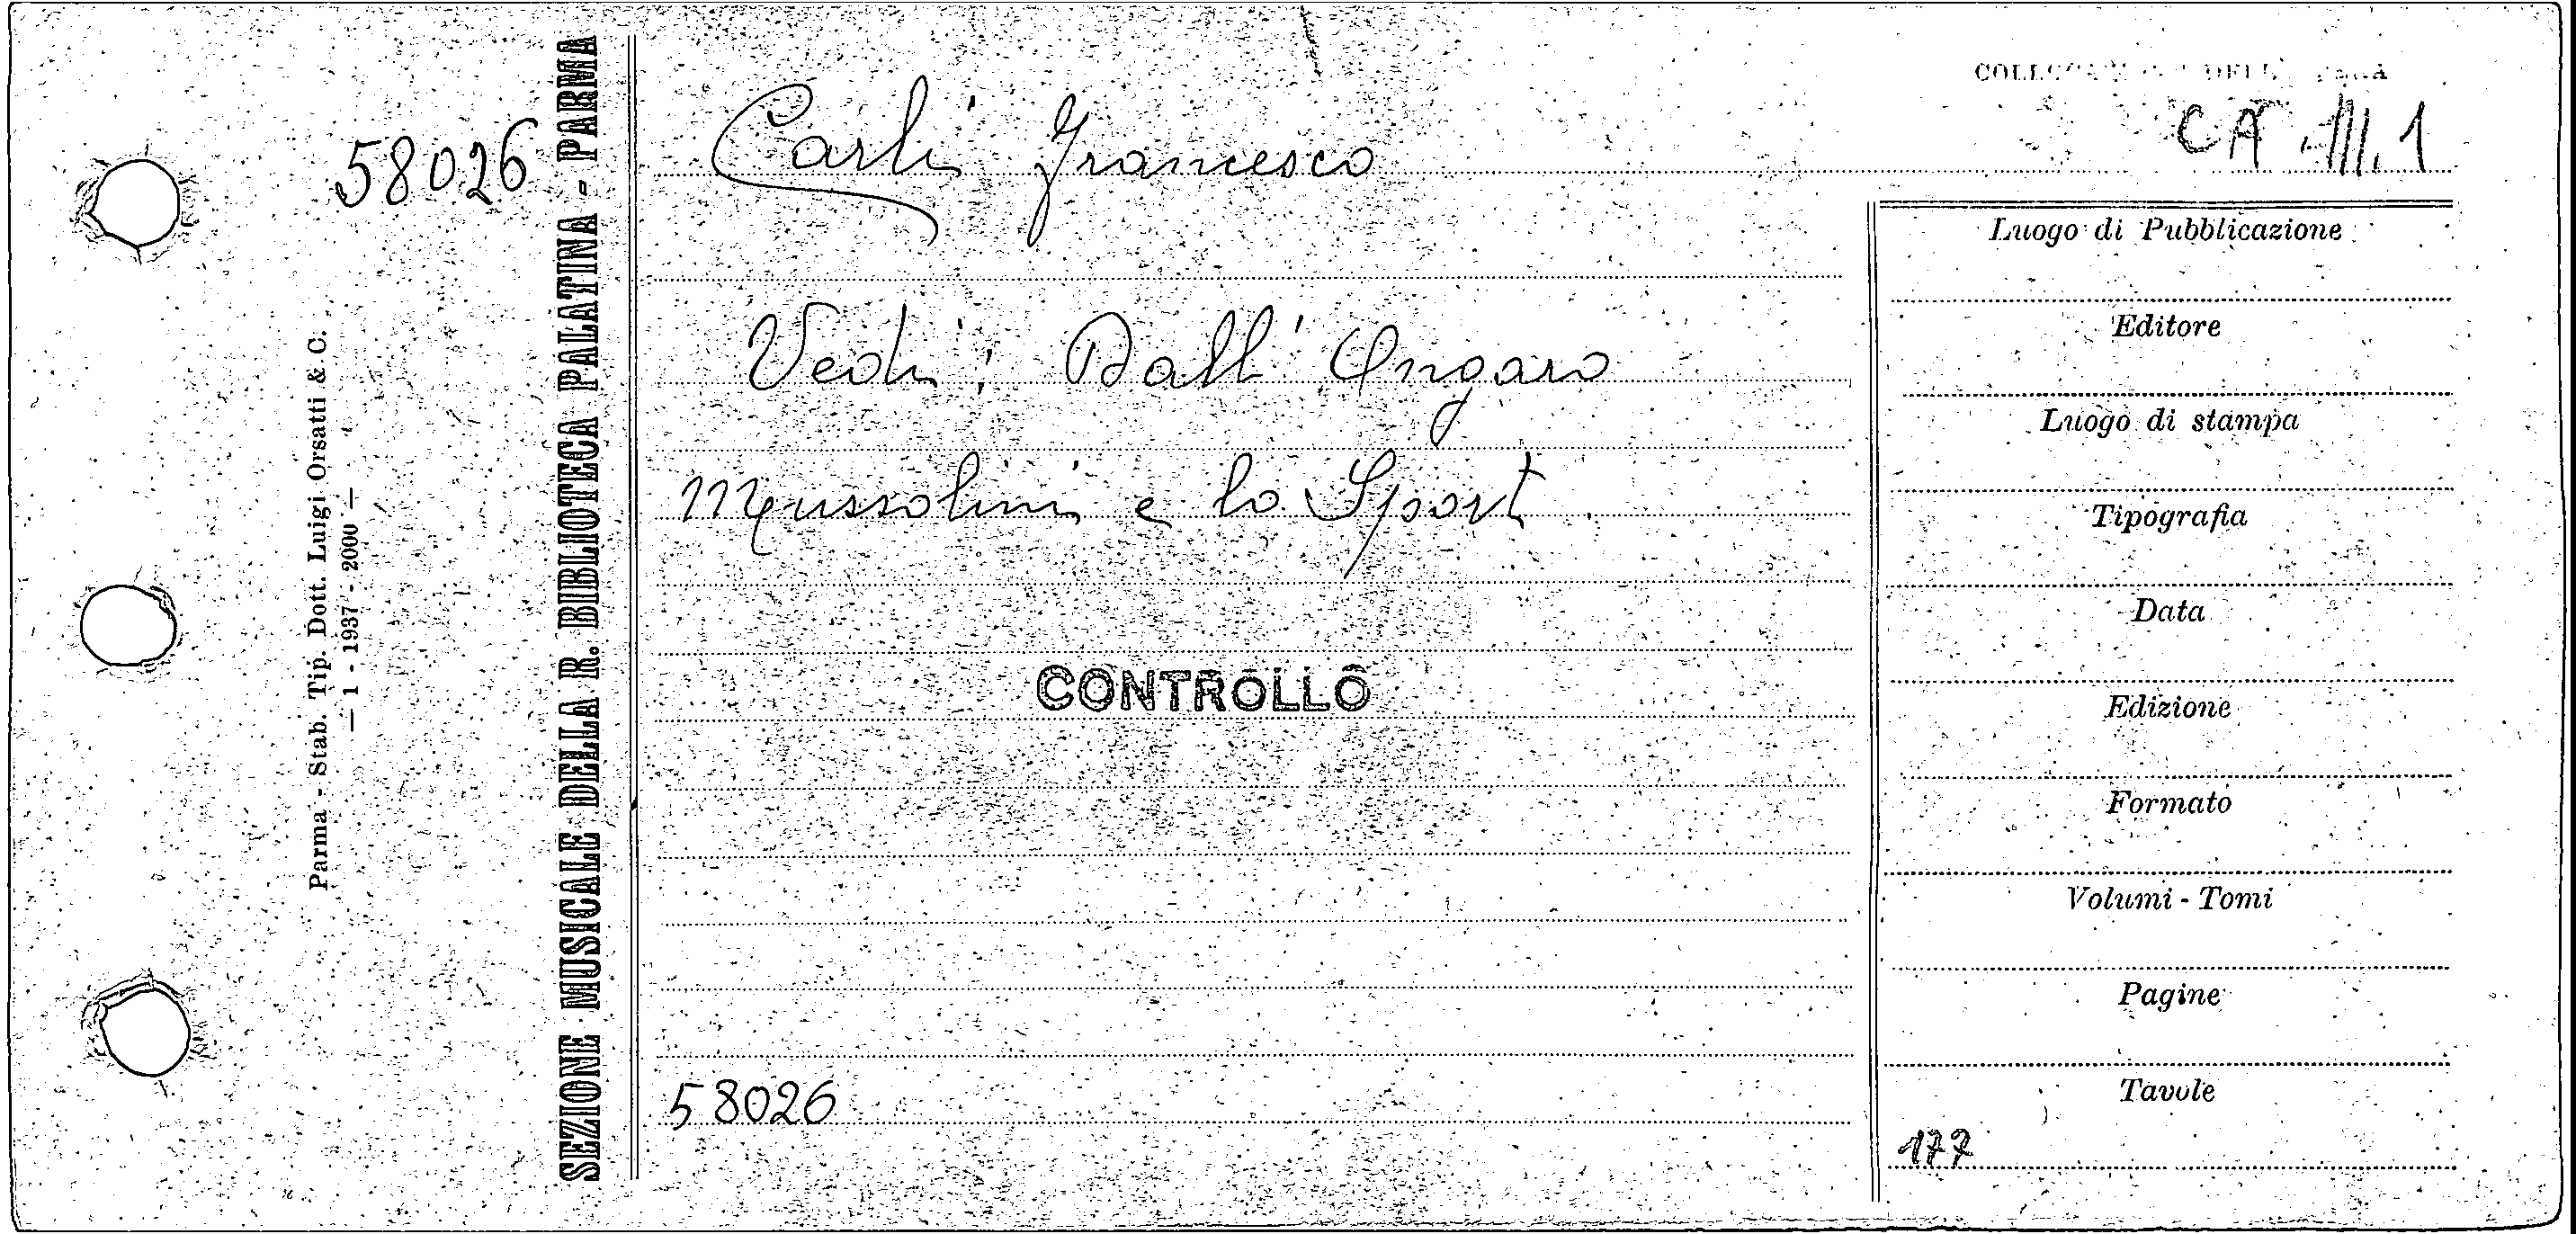 58026
Parma - Stab. Tip. Dott. Luigi Orsatti & C.
— 1 - 1937 - 2000 —
SEZIONE MUSICALE DELLA R. BIBLIOTECA PALATINA - PARMA
CA.III.1
Carli Francesco
Vedi: Dall'Ongaro
Mussolini e lo Sport
CONTROLLO
58026
Luogo di Pubblicazione
Editore
Luogo di stampa
Tipografia
Data
Edizione
Formato
Volumi - Tomi
Pagine
Tavole
177